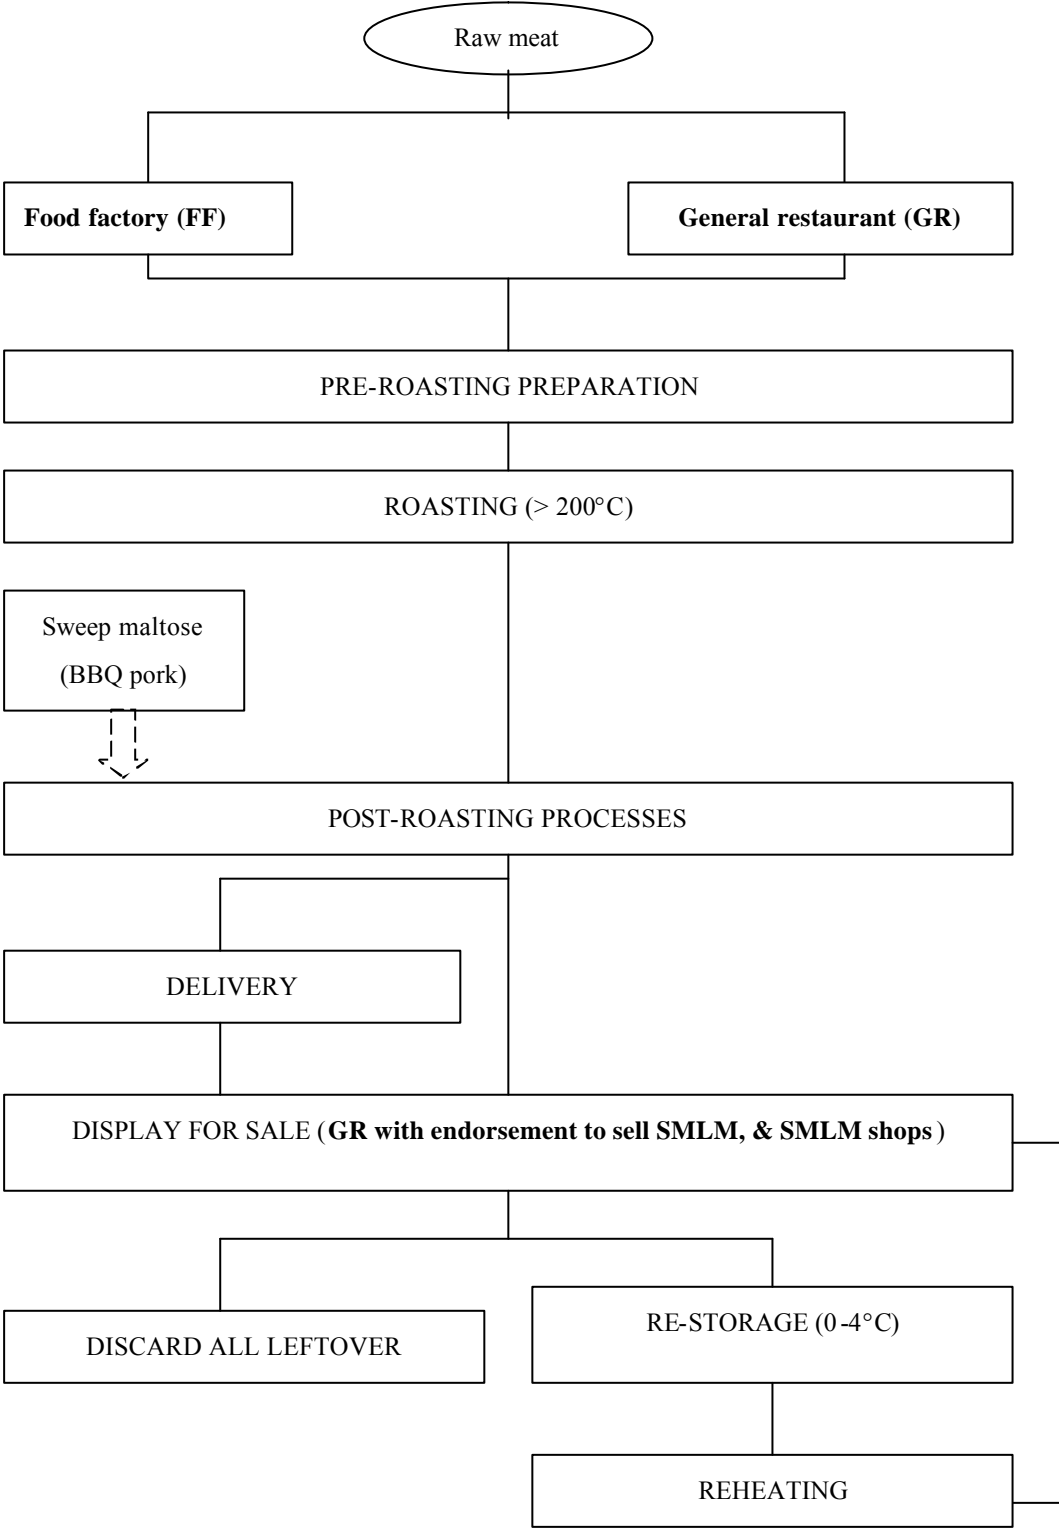 Raw meat
Food factory (FF)
General restaurant (GR)
PRE-ROASTING PREPARATION
ROASTING (> 200°C)
Sweep maltose
(BBQ pork)
POST-ROASTING PROCESSES
DELIVERY
DISPLAY FOR SALE (GR with endorsement to sell SMLM, & SMLM shops)
RE-STORAGE (0-4°C)
DISCARD ALL LEFTOVER
REHEATING